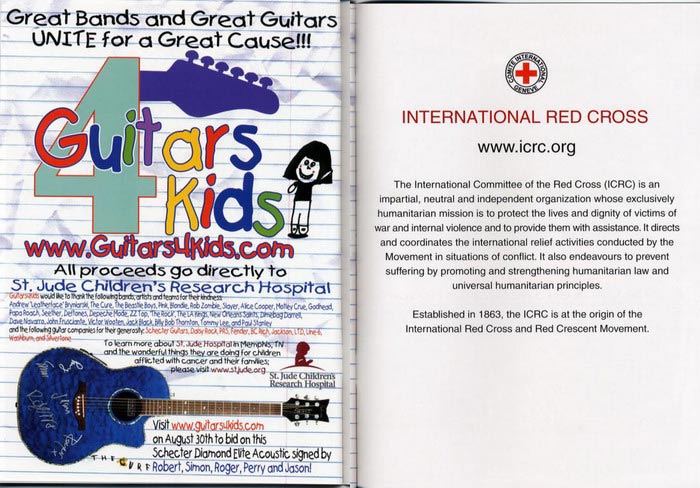 Great Bands and Great Guitars
UNITE for a Great Cause!!!
4
Guitars
Kids
www.Guitars4Kids.com
All proceeds go directly to
St. Jude Children's Research Hospital
Guitars4Kids would like to thank the following bands, artists and teams for their kindness:
Andrew 'Leatherface' Bryniarski, The Cure, The Beastie Boys, Pink, Blondie, Rob Zombie, Slayer, Alice Cooper, Motley Crue, Godhead,
Papa Roach, Seether, Deftones, Depeche Mode, ZZ Top, The Rock, The LA Kings, New Orleans Saints, Dimebag Darrell,
Dave Navarro, John Frusciante, Victor Wooten, Jack Black, Billy Bob Thornton, Tommy Lee, and Paul Stanley
and the following guitar companies for their generosity: Schecter Guitars, Daisy Rock, PRS, Fender, BC Rich, Jackson, LTD, Line-6,
Washburn, and Silvertone
To learn more about St. Jude Hospital in Memphis, TN
and the wonderful things they are doing for children
afflicted with cancer and their families;
please visit www.stjude.org
St. Jude Children's
Research Hospital
Visit www.guitars4kids.com
on August 30th to bid on this
Schecter Diamond Elite Acoustic signed
by Robert, Simon, Roger, Perry and Jason!
THE CURE
COMITÉ INTERNATIONAL
GENEVE
INTERNATIONAL RED CROSS
www.icrc.org
The International Committee of the Red Cross (ICRC) is an
impartial, neutral and independent organization whose exclusively
humanitarian mission is to protect the lives and dignity of victims of
war and internal violence and to provide them with assistance. It directs
and coordinates the international relief activities conducted by the
Movement in situations of conflict. It also endeavours to prevent
suffering by promoting and strengthening humanitarian law and
universal humanitarian principles.
Established in 1863, the ICRC is at the origin of the
International Red Cross and Red Crescent Movement.